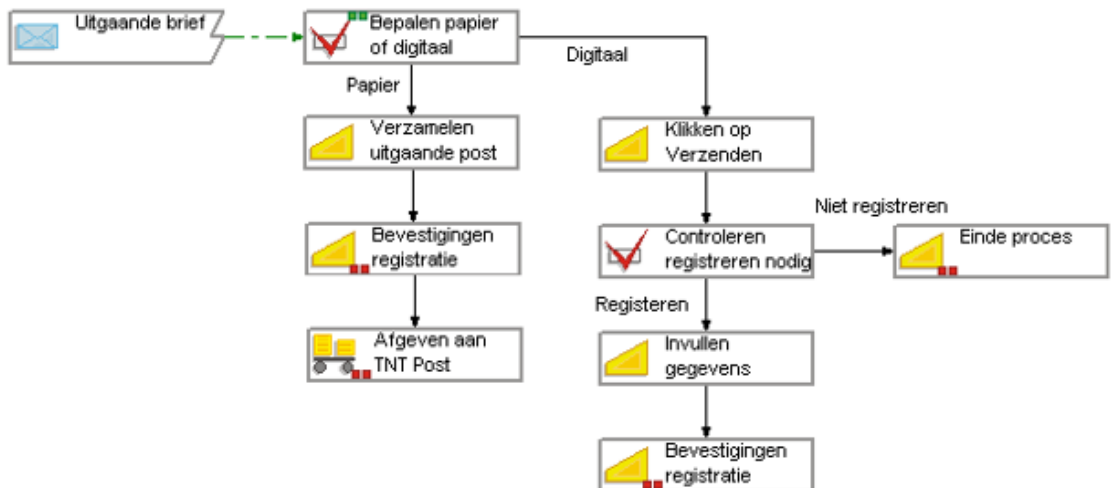 Uitgaande brief
Bepalen papier
of digitaal
Digitaal
Papier
Verzamelen
uitgaande post
Klikken op
Verzenden
Niet registreren
Bevestigingen
registratie
Controleren
registreren nodig
Einde proces
Registeren
Afgeven aan
TNT Post
Invullen
gegevens
Bevestigingen
registratie